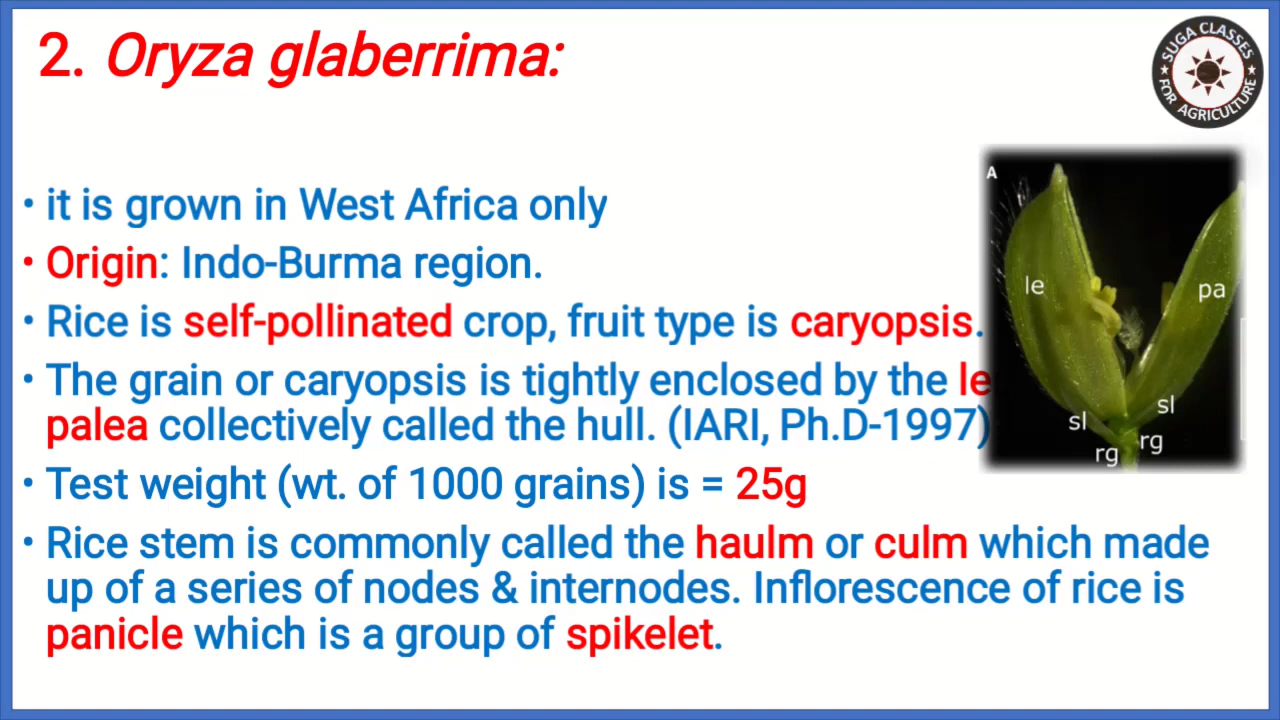 2. Oryza glaberrima:
SUGA CLASSES
FOR AGRICULTURE
• it is grown in West Africa only
• Origin: Indo-Burma region.
• Rice is self-pollinated crop, fruit type is caryopsis.
• The grain or caryopsis is tightly enclosed by the le
palea collectively called the hull. (IARI, Ph.D-1997)
• Test weight (wt. of 1000 grains) is = 25g
• Rice stem is commonly called the haulm or culm which made
up of a series of nodes & internodes. Inflorescence of rice is
panicle which is a group of spikelet.
A
le
pa
sl
sl
rg
rg